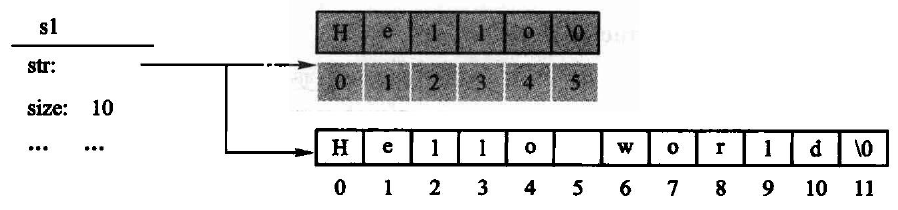 s1
H e l l o \0
str:
0 1 2 3 4 5
size: 10
... ...
H e l l o w o r l d \0
0 1 2 3 4 5 6 7 8 9 10 11